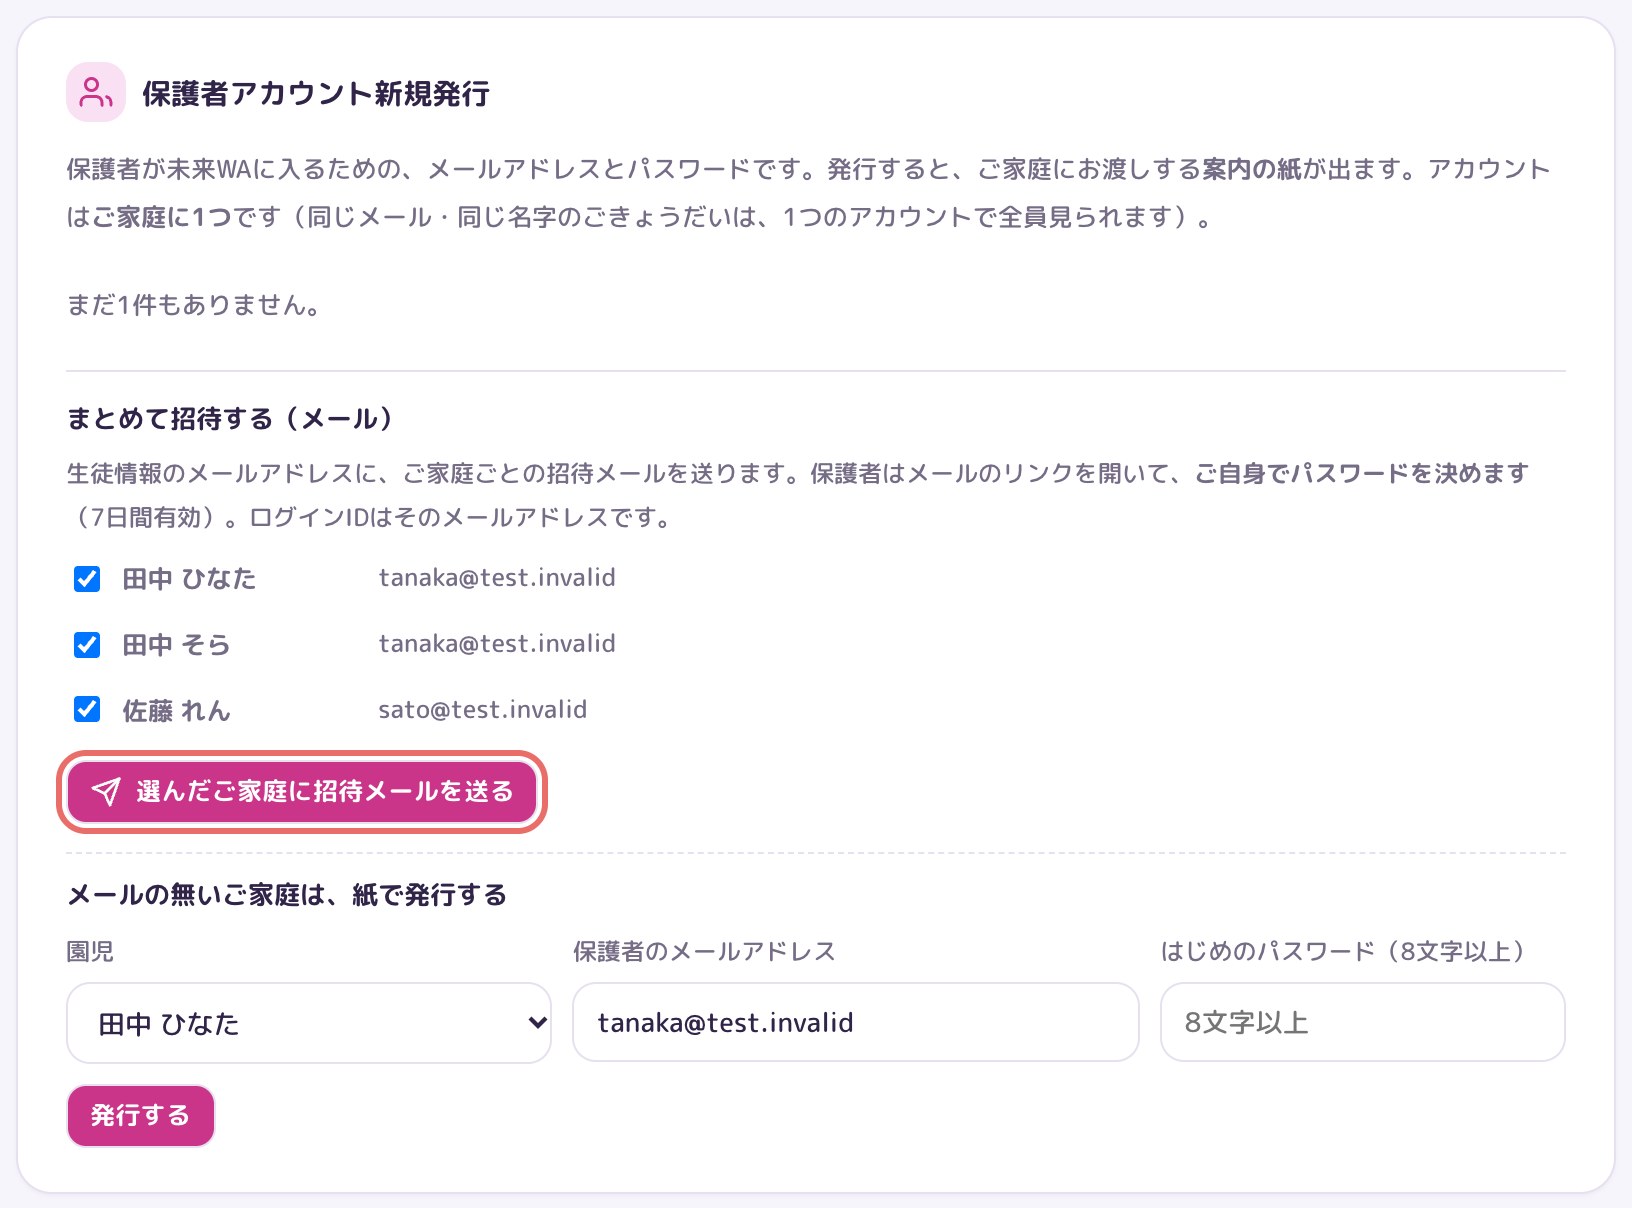 保護者アカウント新規発行
保護者が未来WAに入るための、メールアドレスとパスワードです。発行すると、ご家庭にお渡しする案内の紙が出ます。アカウント
はご家庭に1つです（同じメール・同じ名字のごきょうだいは、1つのアカウントで全員見られます）。
まだ1件もありません。
まとめて招待する（メール）
生徒情報のメールアドレスに、ご家庭ごとの招待メールを送ります。保護者はメールのリンクを開いて、ご自身でパスワードを決めます
（7日間有効）。ログインIDはそのメールアドレスです。
田中 ひなた tanaka@test.invalid
田中 そら tanaka@test.invalid
佐藤 れん sato@test.invalid
選んだご家庭に招待メールを送る
メールの無いご家庭は、紙で発行する
園児 保護者のメールアドレス はじめのパスワード（8文字以上）
田中 ひなた tanaka@test.invalid 8文字以上
発行する